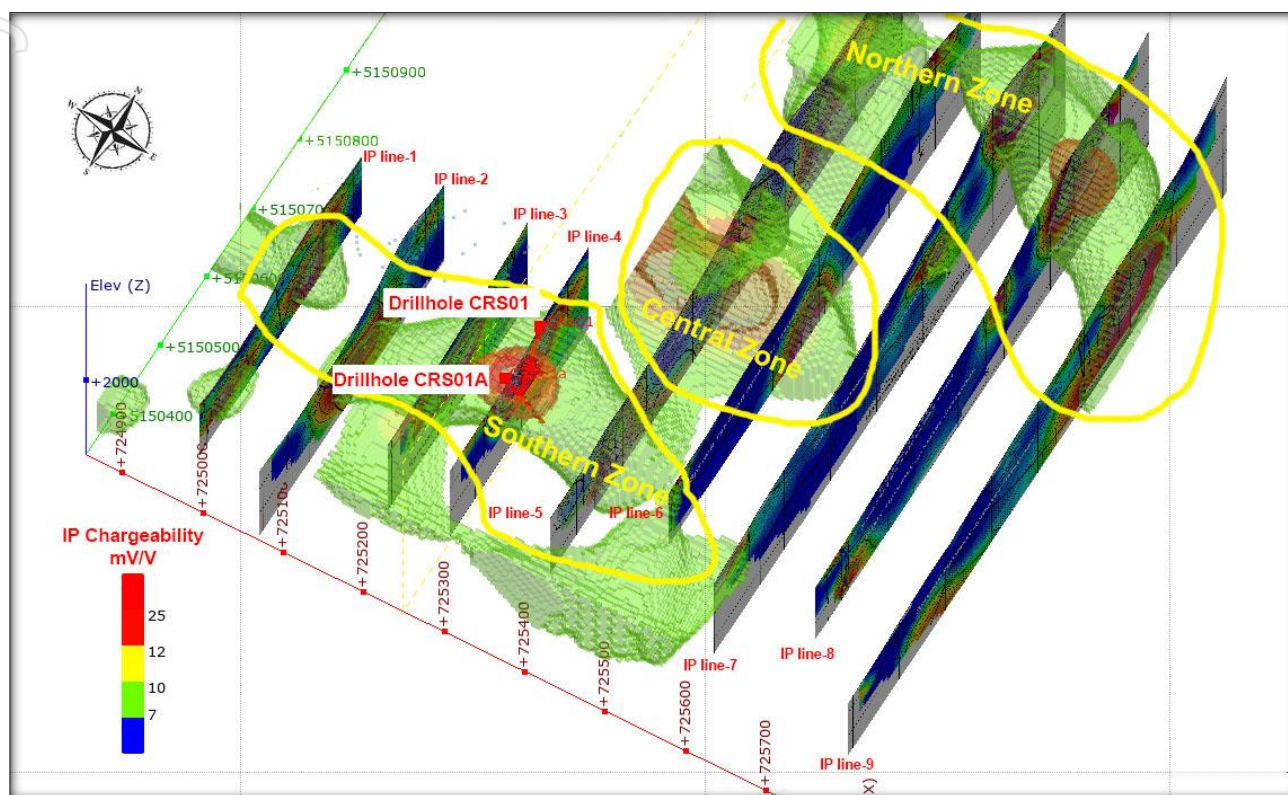 Northern Zone
+5150900
N
W
E
S
+5150800
IP line-1
IP line-2
IP line-3
IP line-4
Elev (Z)
Drillhole CRS01
Central Zone
+5150500
+2000
Drillhole CRS01A
5150400
Southern Zone
+724900
+725000
IP line-5
IP line-6
+725200
IP Chargeability
mV/V
25
12
10
7
+725300
+725400
+725500
+725600
+725700
IP line-7
IP line-8
IP line-9
X)